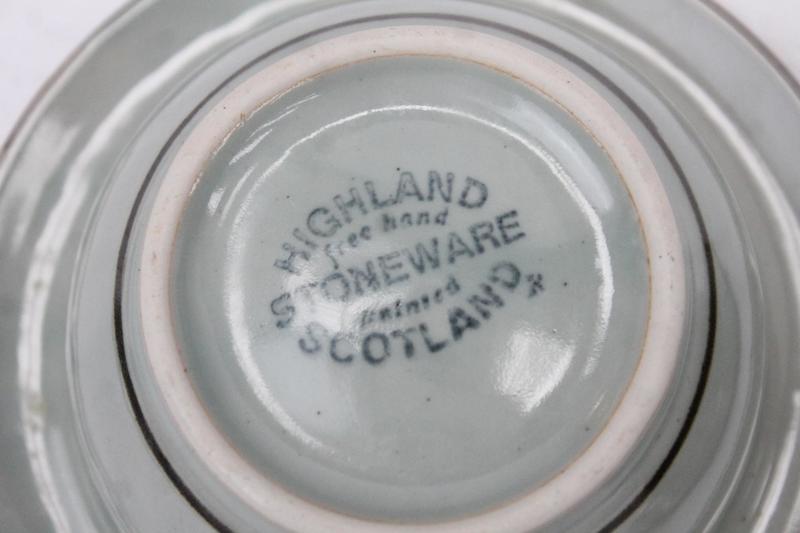 HIGHLAND
free hand
STONEWARE
painted
SCOTLAND